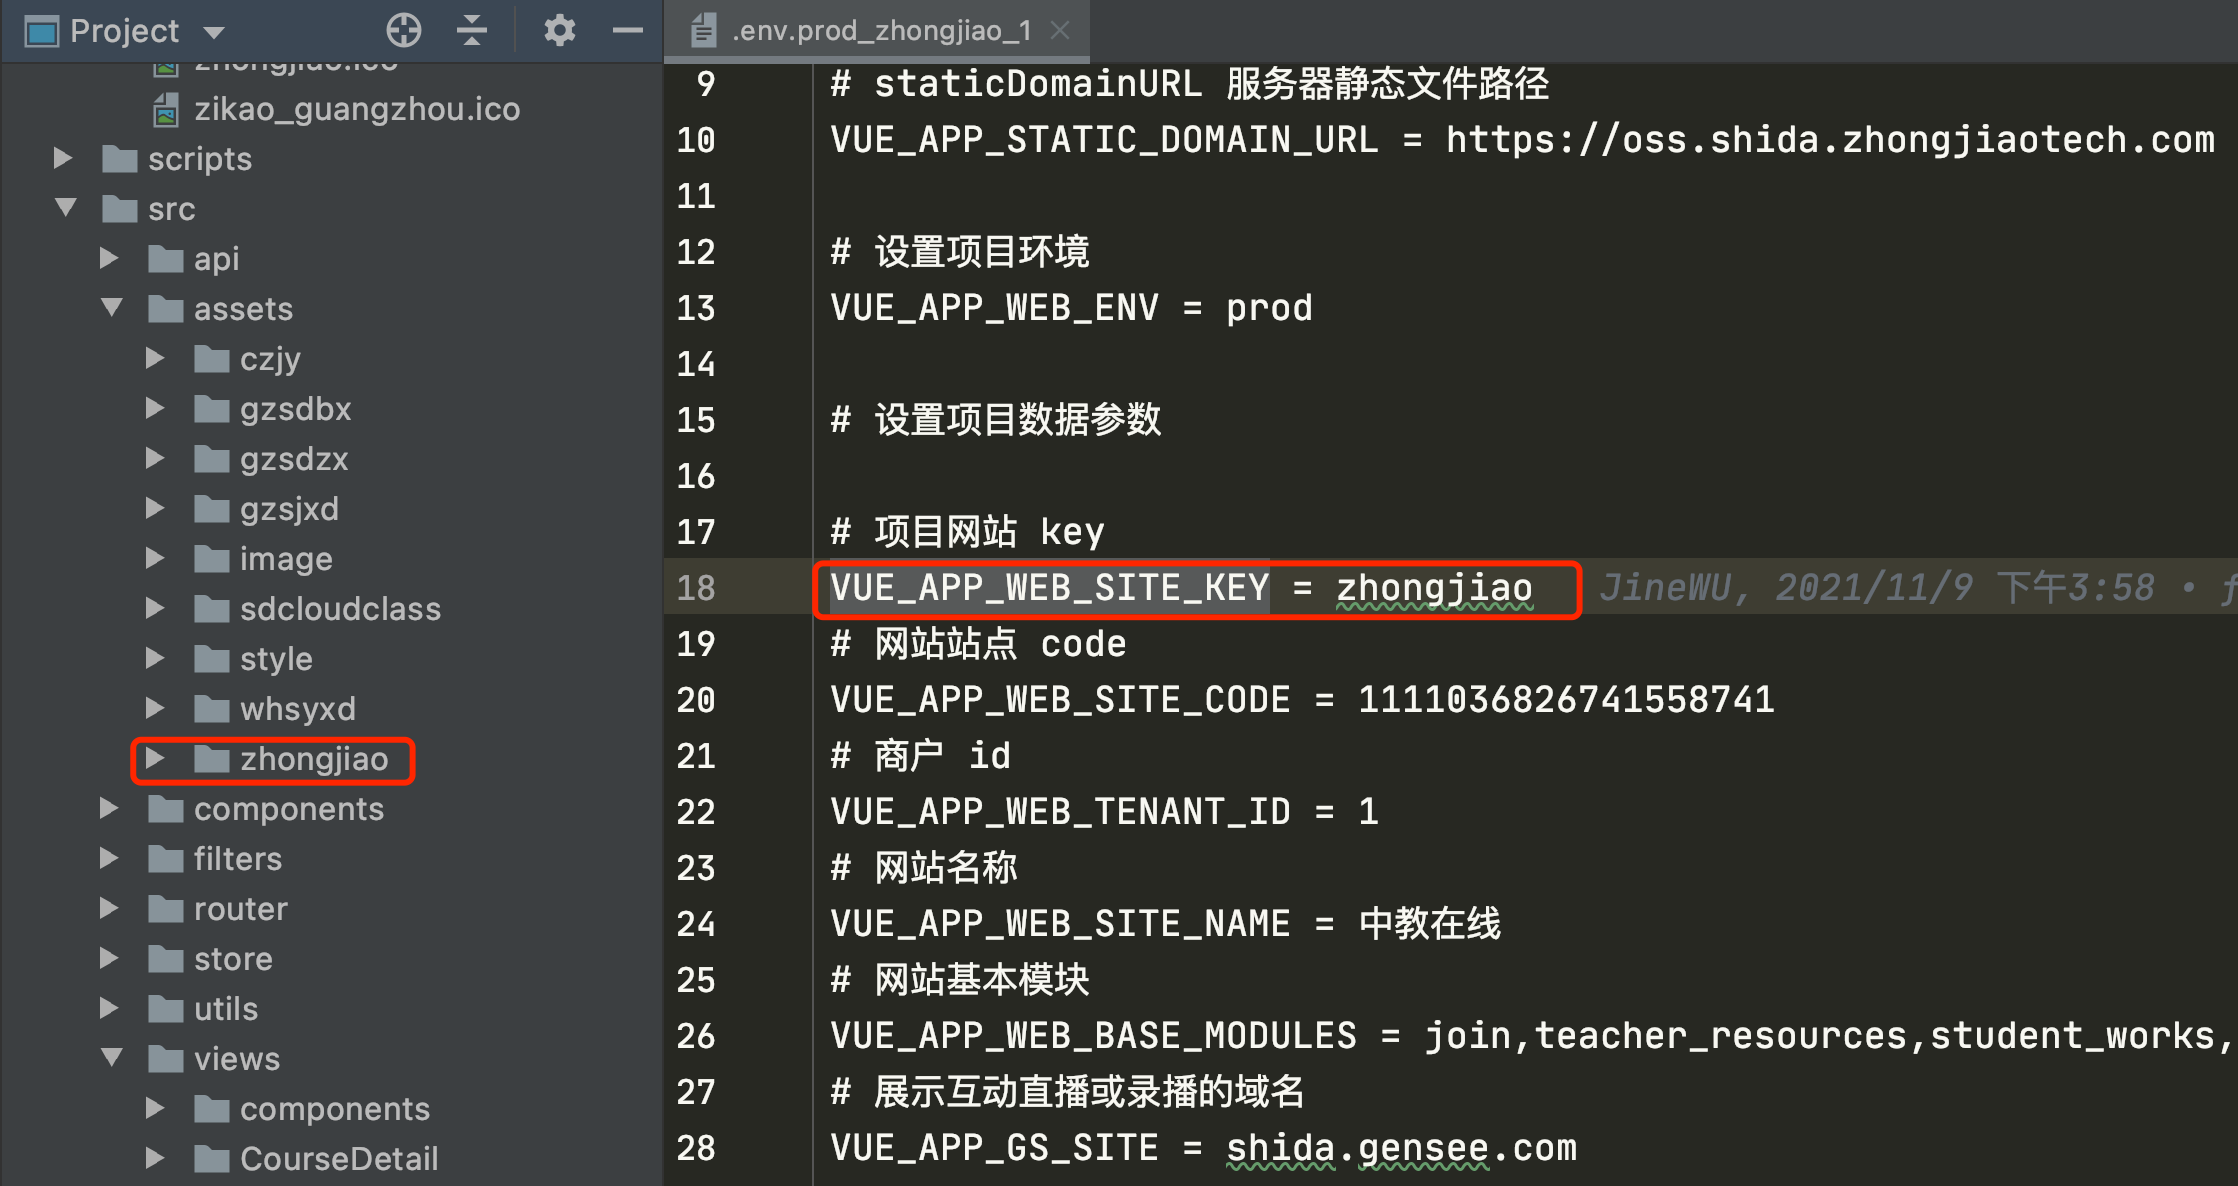 Project
zhongjiao.ico
zikao_guangzhou.ico
scripts
src
api
assets
czjy
gzsdbx
gzsdzx
gzsjxd
image
sdcloudclass
style
whsyxd
zhongjiao
components
filters
router
store
utils
views
components
CourseDetail
.env.prod_zhongjiao_1
9 # staticDomainURL 服务器静态文件路径
10 VUE_APP_STATIC_DOMAIN_URL = https://oss.shida.zhongjiaotech.com
11
12 # 设置项目环境
13 VUE_APP_WEB_ENV = prod
14
15 # 设置项目数据参数
16
17 # 项目网站 key
18 VUE_APP_WEB_SITE_KEY = zhongjiao JineWU, 2021/11/9 下午3:58 • f
19 # 网站站点 code
20 VUE_APP_WEB_SITE_CODE = 1111036826741558741
21 # 商户 id
22 VUE_APP_WEB_TENANT_ID = 1
23 # 网站名称
24 VUE_APP_WEB_SITE_NAME = 中教在线
25 # 网站基本模块
26 VUE_APP_WEB_BASE_MODULES = join,teacher_resources,student_works,
27 # 展示互动直播或录播的域名
28 VUE_APP_GS_SITE = shida.gensee.com